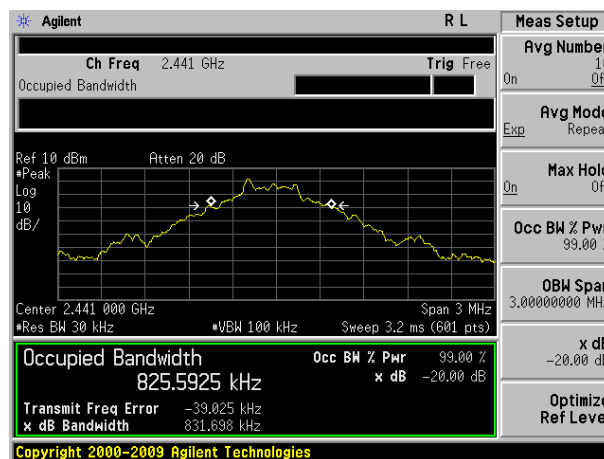 Agilent R L Meas Setup
Ch Freq 2.441 GHz Trig Free
Occupied Bandwidth
Avg Number
On
Avg Mode
Exp
Max Hold
On
Occ BW % Pwr
99.00 %
OBW Span
3.00000000
x dB
-20.00 dB
Optimize
Ref Level
Ref 10 dBm Atten 20 dB
#Peak
Log
10
dB/
Center 2.441 000 GHz Span 3 MHz
#Res BW 30 kHz #VBW 100 kHz Sweep 3.2 ms (601 pts)
Occupied Bandwidth Occ BW % Pwr 99.00 %
825.5925 kHz x dB -20.00 dB
Transmit Freq Error -39.025 kHz
x dB Bandwidth 831.698 kHz
Copyright 2000-2009 Agilent Technologies